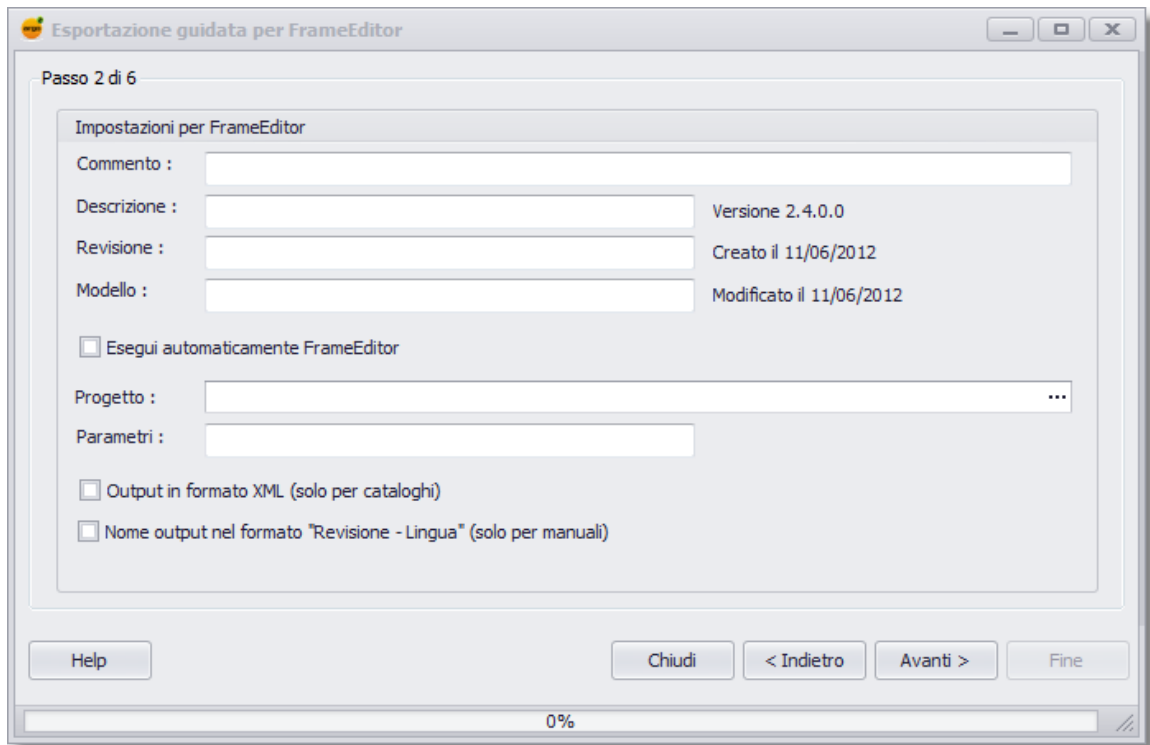 Esportazione guidata per FrameEditor
Passo 2 di 6
Impostazioni per FrameEditor
Commento :
Descrizione :
Versione 2.4.0.0
Revisione :
Creato il 11/06/2012
Modello :
Modificato il 11/06/2012
Esegui automaticamente FrameEditor
Progetto :
...
Parametri :
Output in formato XML (solo per cataloghi)
Nome output nel formato "Revisione - Lingua" (solo per manuali)
Help
Chiudi
< Indietro
Avanti >
Fine
0%